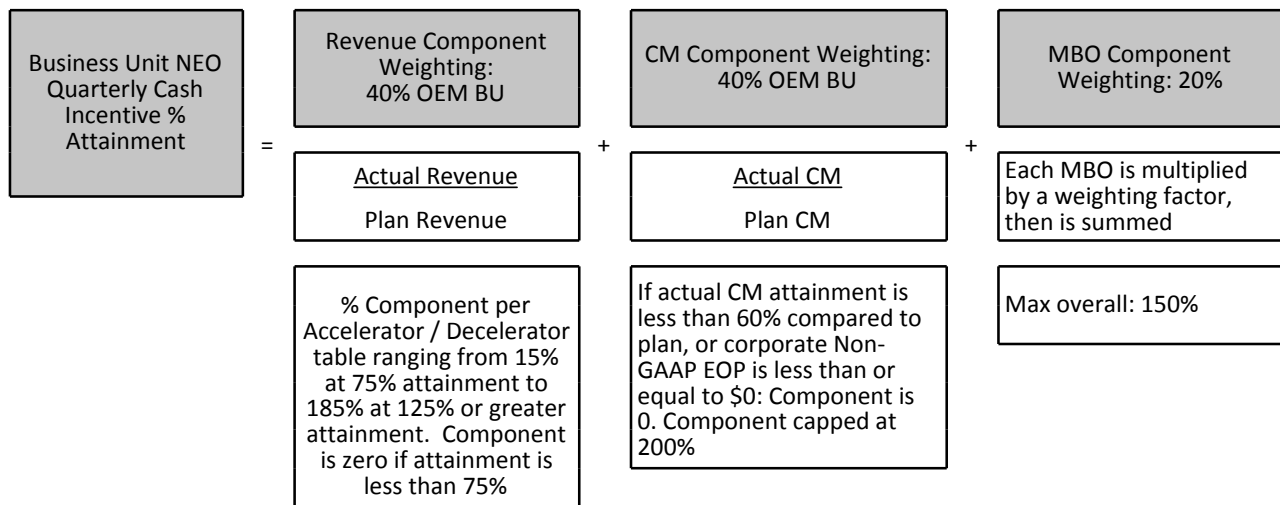 Business Unit NEO
Quarterly Cash
Incentive %
Attainment
=
Revenue Component
Weighting:
40% OEM BU
Actual Revenue
Plan Revenue
% Component per
Accelerator / Decelerator
table ranging from 15%
at 75% attainment to
185% at 125% or greater
attainment.  Component
is zero if attainment is
less than 75%
+
CM Component Weighting:
40% OEM BU
Actual CM
Plan CM
If actual CM attainment is
less than 60% compared to
plan, or corporate Non-
GAAP EOP is less than or
equal to $0: Component is
0. Component capped at
200%
+
MBO Component
Weighting: 20%
Each MBO is multiplied
by a weighting factor,
then is summed
Max overall: 150%